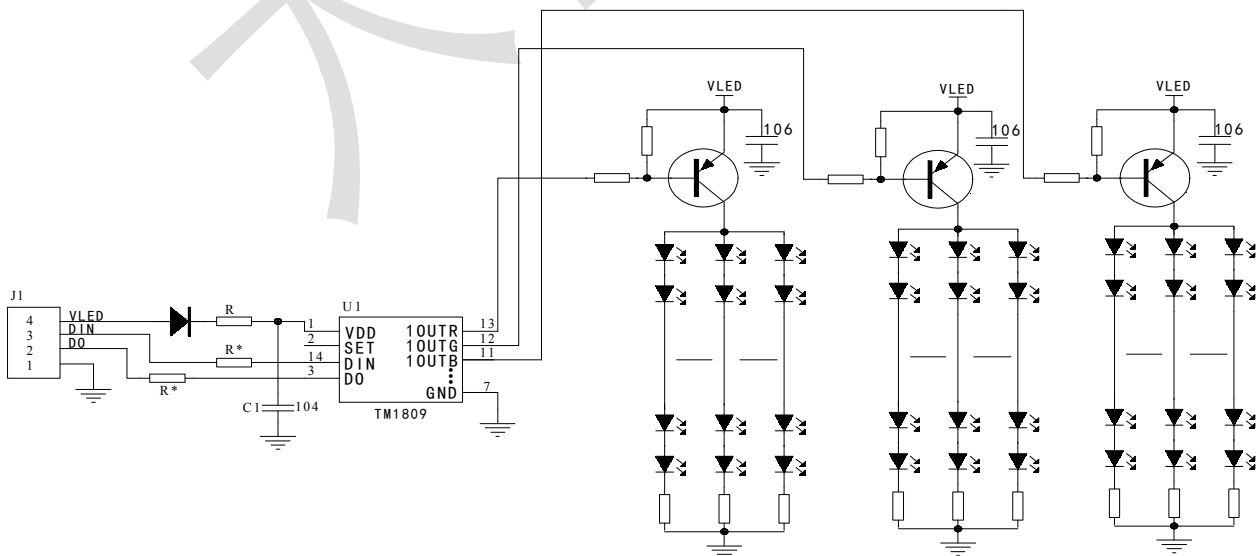 VLED
VLED
VLED
106
106
106
J1
4
3
2
1
VLED
DIN
DO
R
R*
R*
C1
104
U1
1
2
14
3
VDD
SET
DIN
DO
1OUTR
1OUTG
1OUTB
GND
13
12
11
7
TM1809